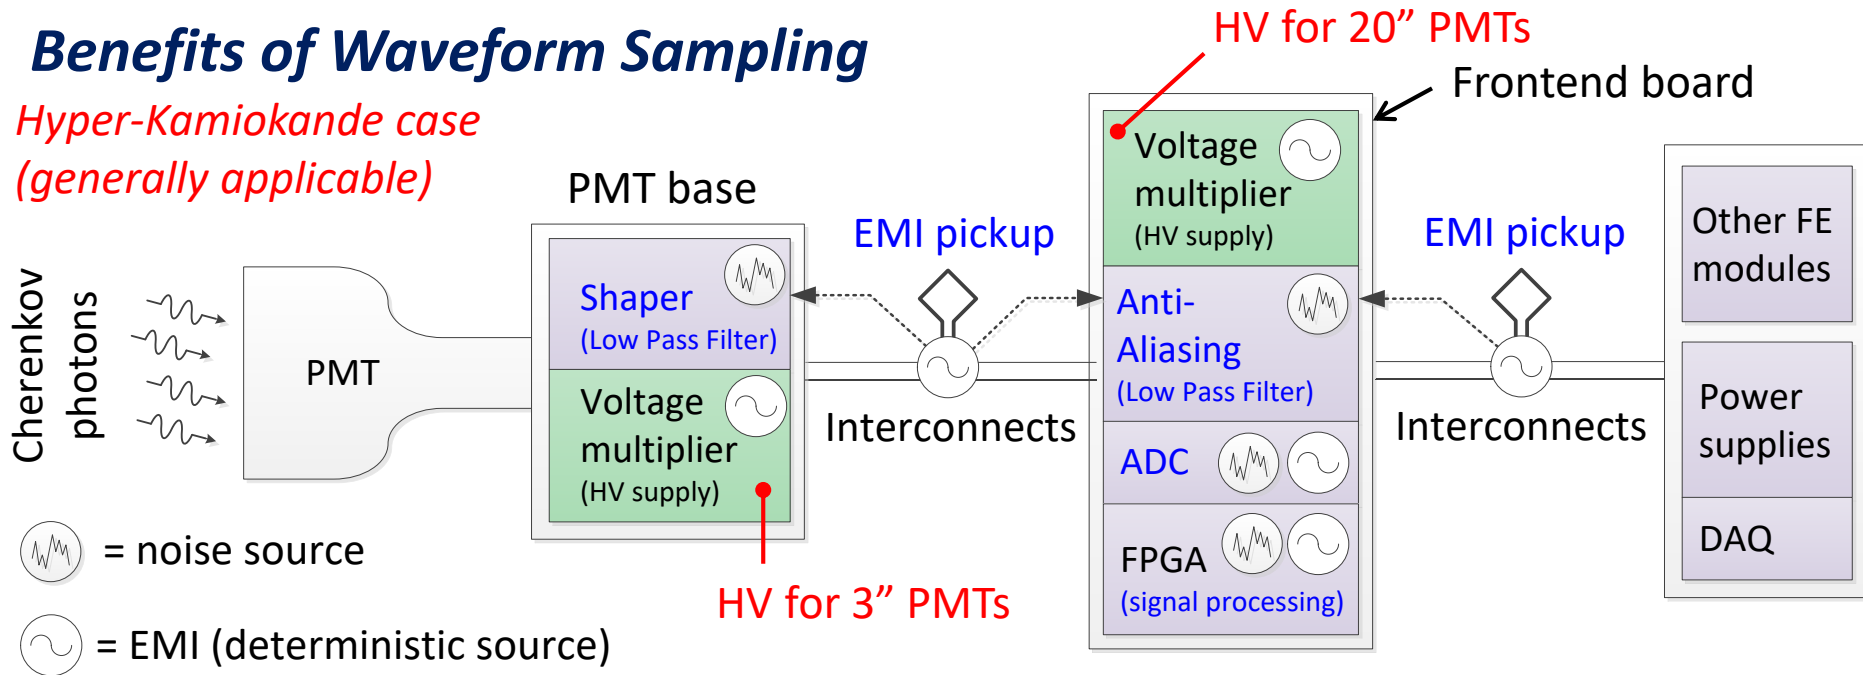 Benefits of Waveform Sampling
Hyper-Kamiokande case
(generally applicable)
HV for 20” PMTs
Frontend board
PMT base
Cherenkov
photons
PMT
Shaper
(Low Pass Filter)
Voltage
multiplier
(HV supply)
HV for 3” PMTs
EMI pickup
Interconnects
Voltage
multiplier
(HV supply)
Anti-
Aliasing
(Low Pass Filter)
ADC
FPGA
(signal processing)
EMI pickup
Interconnects
Other FE
modules
Power
supplies
DAQ
= noise source
= EMI (deterministic source)